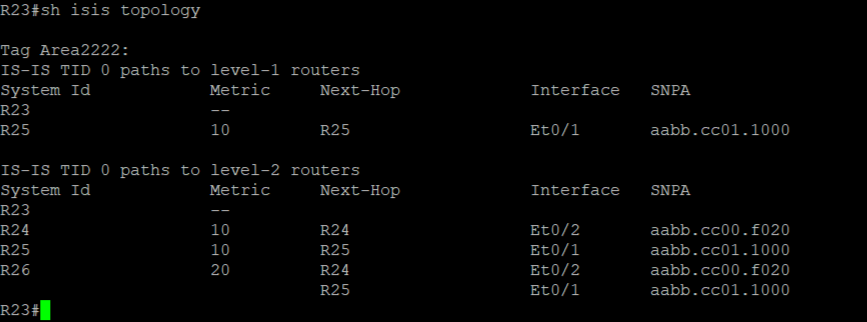 R23#sh isis topology
Tag Area2222:
IS-IS TID 0 paths to level-1 routers
System Id Metric Next-Hop Interface SNPA
R23 --
R25 10 R25 Et0/1 aabb.cc01.1000
IS-IS TID 0 paths to level-2 routers
System Id Metric Next-Hop Interface SNPA
R23 --
R24 10 R24 Et0/2 aabb.cc00.f020
R25 10 R25 Et0/1 aabb.cc01.1000
R26 20 R24 Et0/2 aabb.cc00.f020
R25 Et0/1 aabb.cc01.1000
R23#